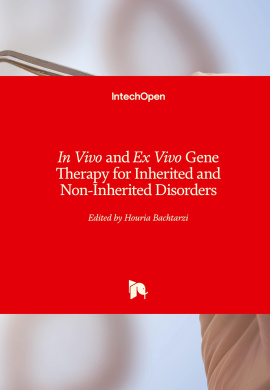 IntechOpen
In Vivo and Ex Vivo Gene
Therapy for Inherited and
Non-Inherited Disorders
Edited by Houria Bachtarzi